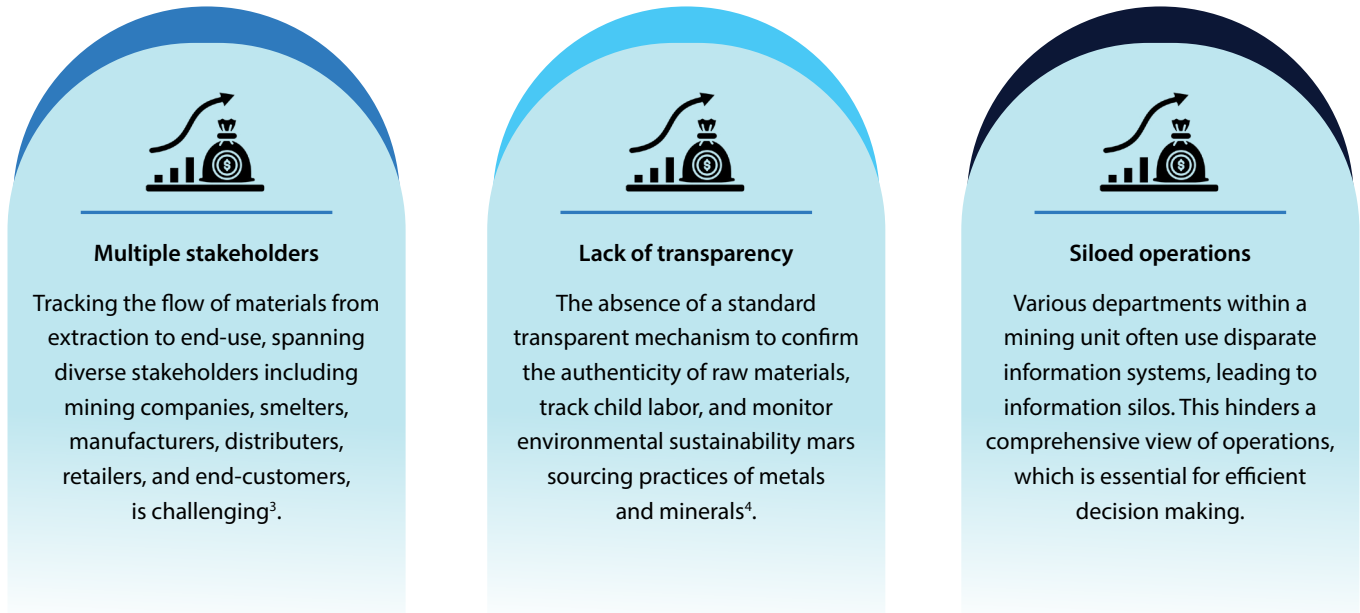 Multiple stakeholders
Tracking the flow of materials from
extraction to end-use, spanning
diverse stakeholders including
mining companies, smelters,
manufacturers, distributers,
retailers, and end-customers,
is challenging³.
Lack of transparency
The absence of a standard
transparent mechanism to confirm
the authenticity of raw materials,
track child labor, and monitor
environmental sustainability mars
sourcing practices of metals
and minerals⁴.
Siloed operations
Various departments within a
mining unit often use disparate
information systems, leading to
information silos. This hinders a
comprehensive view of operations,
which is essential for efficient
decision making.